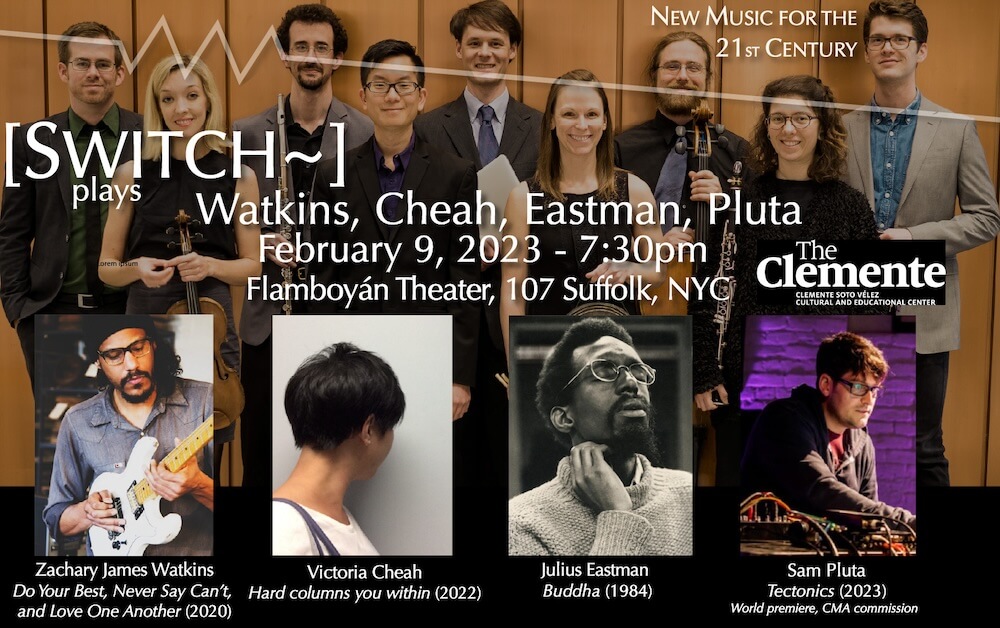 NEW MUSIC FOR THE
21ST CENTURY
[SWITCH~]
plays
Watkins, Cheah, Eastman, Pluta
February 9, 2023 - 7:30pm
Flamboyán Theater, 107 Suffolk, NYC
Lorem ipsum
The
Clemente
CLEMENTE SOTO VÉLEZ
CULTURAL AND EDUCATIONAL CENTER
Zachary James Watkins
Do Your Best, Never Say Can't,
and Love One Another (2020)
Victoria Cheah
Hard columns you within (2022)
Julius Eastman
Buddha (1984)
Sam Pluta
Tectonics (2023)
World premiere, CMA commission